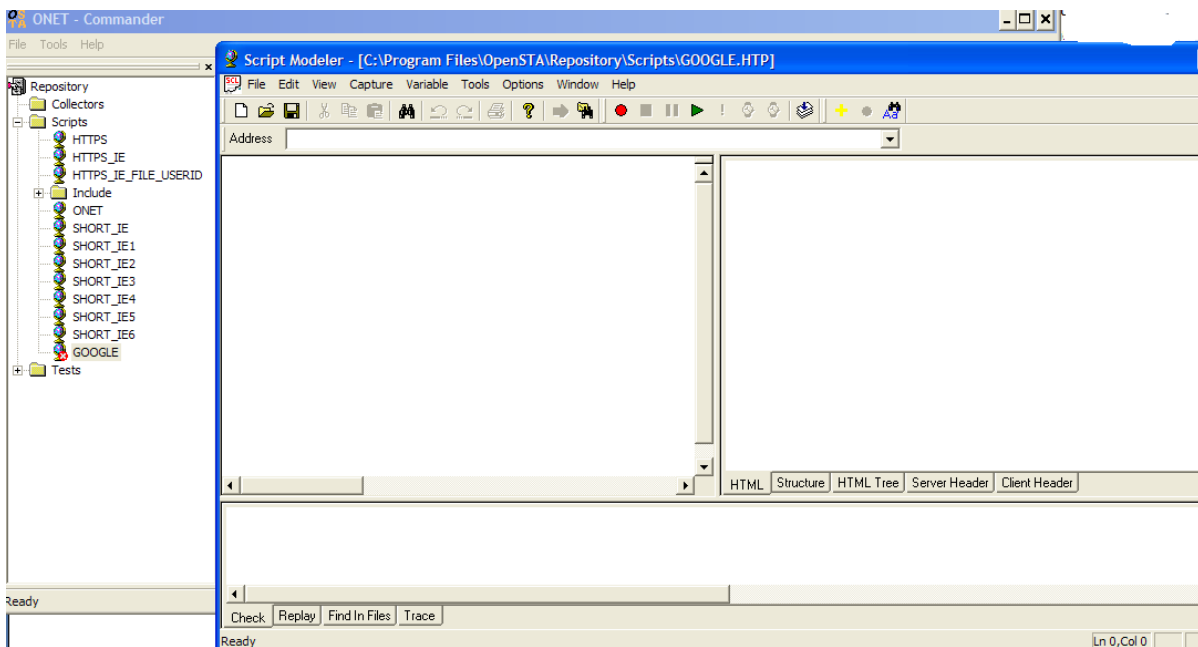 ONET - Commander
File Tools Help
Script Modeler - [C:\Program Files\OpenSTA\Repository\Scripts\GOOGLE.HTP]
SCL File Edit View Capture Variable Tools Options Window Help
Address
Repository
Collectors
Scripts
HTTPS
HTTPS_IE
HTTPS_IE_FILE_USERID
Include
ONET
SHORT_IE
SHORT_IE1
SHORT_IE2
SHORT_IE3
SHORT_IE4
SHORT_IE5
SHORT_IE6
GOOGLE
Tests
HTML Structure HTML Tree Server Header Client Header
Ready
Check Replay Find In Files Trace
Ready Ln 0,Col 0